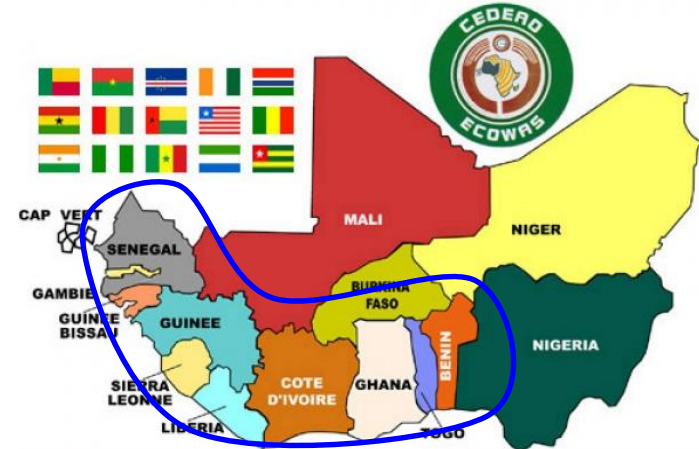 CEDEAO
ECOWAS
MALI
NIGER
CAP VERT
SENEGAL
GAMBIE
GUINÉE
BISSAU
GUINEE
BURKINA
FASO
NIGERIA
SIERRA
LEONNE
COTE
D'IVOIRE
GHANA
BENIN
LIBERIA
TOGO